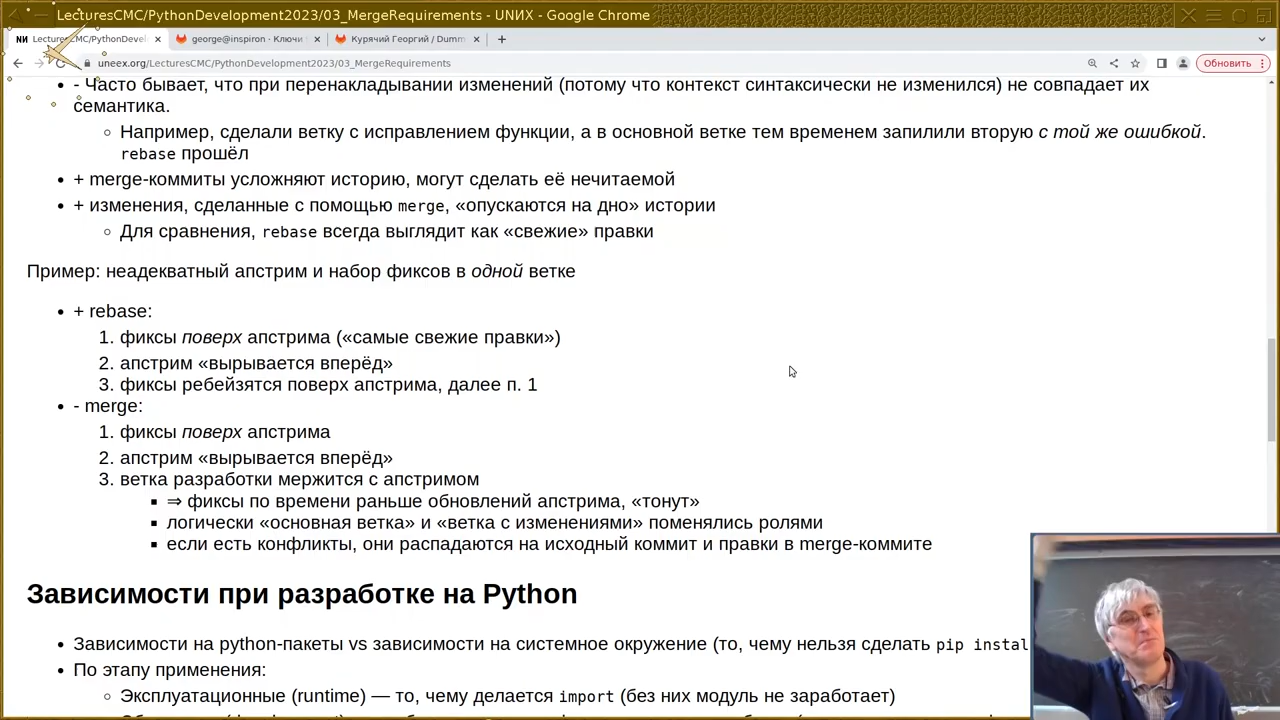 LecturesCMC/PythonDevelopment2023/03_MergeRequirements - UNИX - Google Chrome
NИ LecturesCMC/PythonDevel × george@inspiron - Ключи × Курячий Георгий / Dumm × +
uneex.org/LecturesCMC/PythonDevelopment2023/03_MergeRequirements Обновить
- Часто бывает, что при перенакладывании изменений (потому что контекст синтаксически не изменился) не совпадает их
семантика.
Например, сделали ветку с исправлением функции, а в основной ветке тем временем запилили вторую с той же ошибкой.
rebase прошёл
+ merge-коммиты усложняют историю, могут сделать её нечитаемой
+ изменения, сделанные с помощью merge, «опускаются на дно» истории
Для сравнения, rebase всегда выглядит как «свежие» правки
Пример: неадекватный апстрим и набор фиксов в одной ветке
+ rebase:
1. фиксы поверх апстрима («самые свежие правки»)
2. апстрим «вырывается вперёд»
3. фиксы ребейзятся поверх апстрима, далее п. 1
- merge:
1. фиксы поверх апстрима
2. апстрим «вырывается вперёд»
3. ветка разработки мержится с апстримом
⇒ фиксы по времени раньше обновлений апстрима, «тонут»
логически «основная ветка» и «ветка с изменениями» поменялись ролями
если есть конфликты, они распадаются на исходный коммит и правки в merge-коммите
Зависимости при разработке на Python
Зависимости на python-пакеты vs зависимости на системное окружение (то, чему нельзя сделать pip instal
По этапу применения:
Эксплуатационные (runtime) — то, чему делается import (без них модуль не заработает)